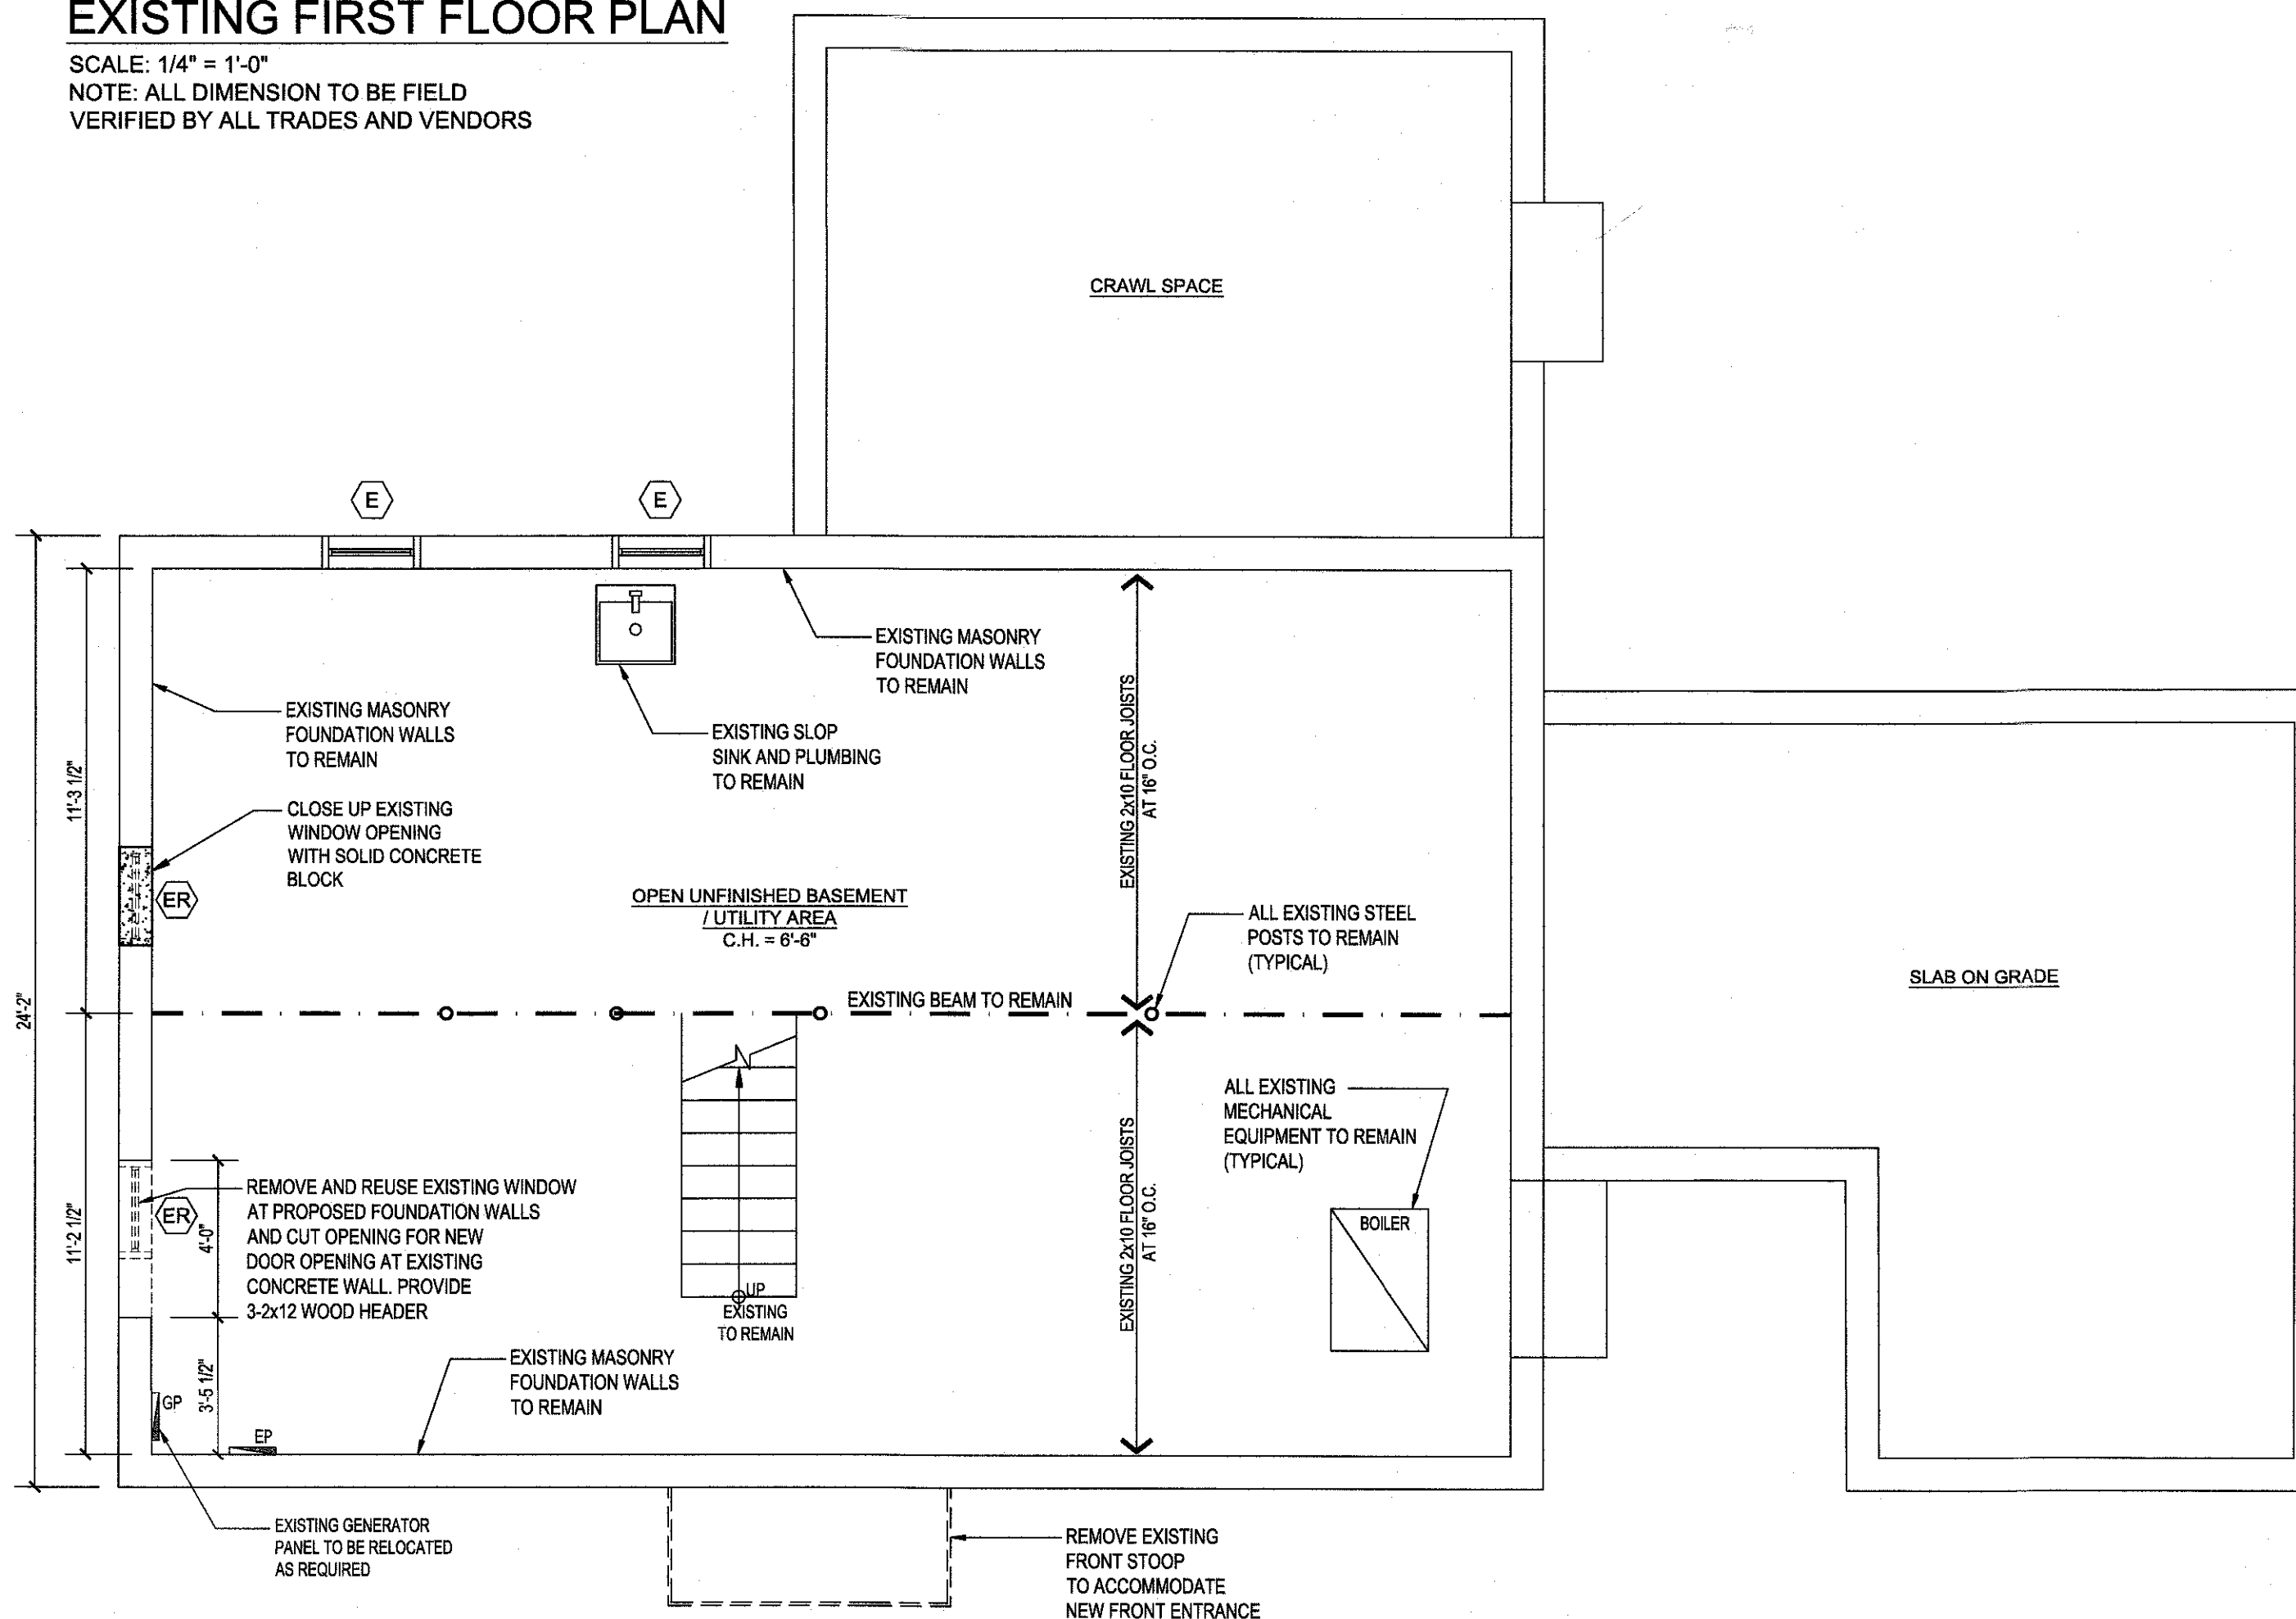 EXISTING FIRST FLOOR PLAN
SCALE: 1/4" = 1'-0"
NOTE: ALL DIMENSION TO BE FIELD
VERIFIED BY ALL TRADES AND VENDORS
CRAWL SPACE
E
E
EXISTING MASONRY
FOUNDATION WALLS
TO REMAIN
EXISTING MASONRY
FOUNDATION WALLS
TO REMAIN
EXISTING SLOP
SINK AND PLUMBING
TO REMAIN
EXISTING 2x10 FLOOR JOISTS
AT 16" O.C.
11'-3 1/2"
CLOSE UP EXISTING
WINDOW OPENING
WITH SOLID CONCRETE
BLOCK
ER
OPEN UNFINISHED BASEMENT
/ UTILITY AREA
C.H. = 6'-6"
ALL EXISTING STEEL
POSTS TO REMAIN
(TYPICAL)
SLAB ON GRADE
24'-2"
EXISTING BEAM TO REMAIN
ALL EXISTING
MECHANICAL
EQUIPMENT TO REMAIN
(TYPICAL)
EXISTING 2x10 FLOOR JOISTS
AT 16" O.C.
11'-2 1/2"
REMOVE AND REUSE EXISTING WINDOW
AT PROPOSED FOUNDATION WALLS
AND CUT OPENING FOR NEW
DOOR OPENING AT EXISTING
CONCRETE WALL. PROVIDE
3-2x12 WOOD HEADER
ER
4'-0"
BOILER
UP
EXISTING
TO REMAIN
3'-5 1/2"
EXISTING MASONRY
FOUNDATION WALLS
TO REMAIN
GP
EP
EXISTING GENERATOR
PANEL TO BE RELOCATED
AS REQUIRED
REMOVE EXISTING
FRONT STOOP
TO ACCOMMODATE
NEW FRONT ENTRANCE